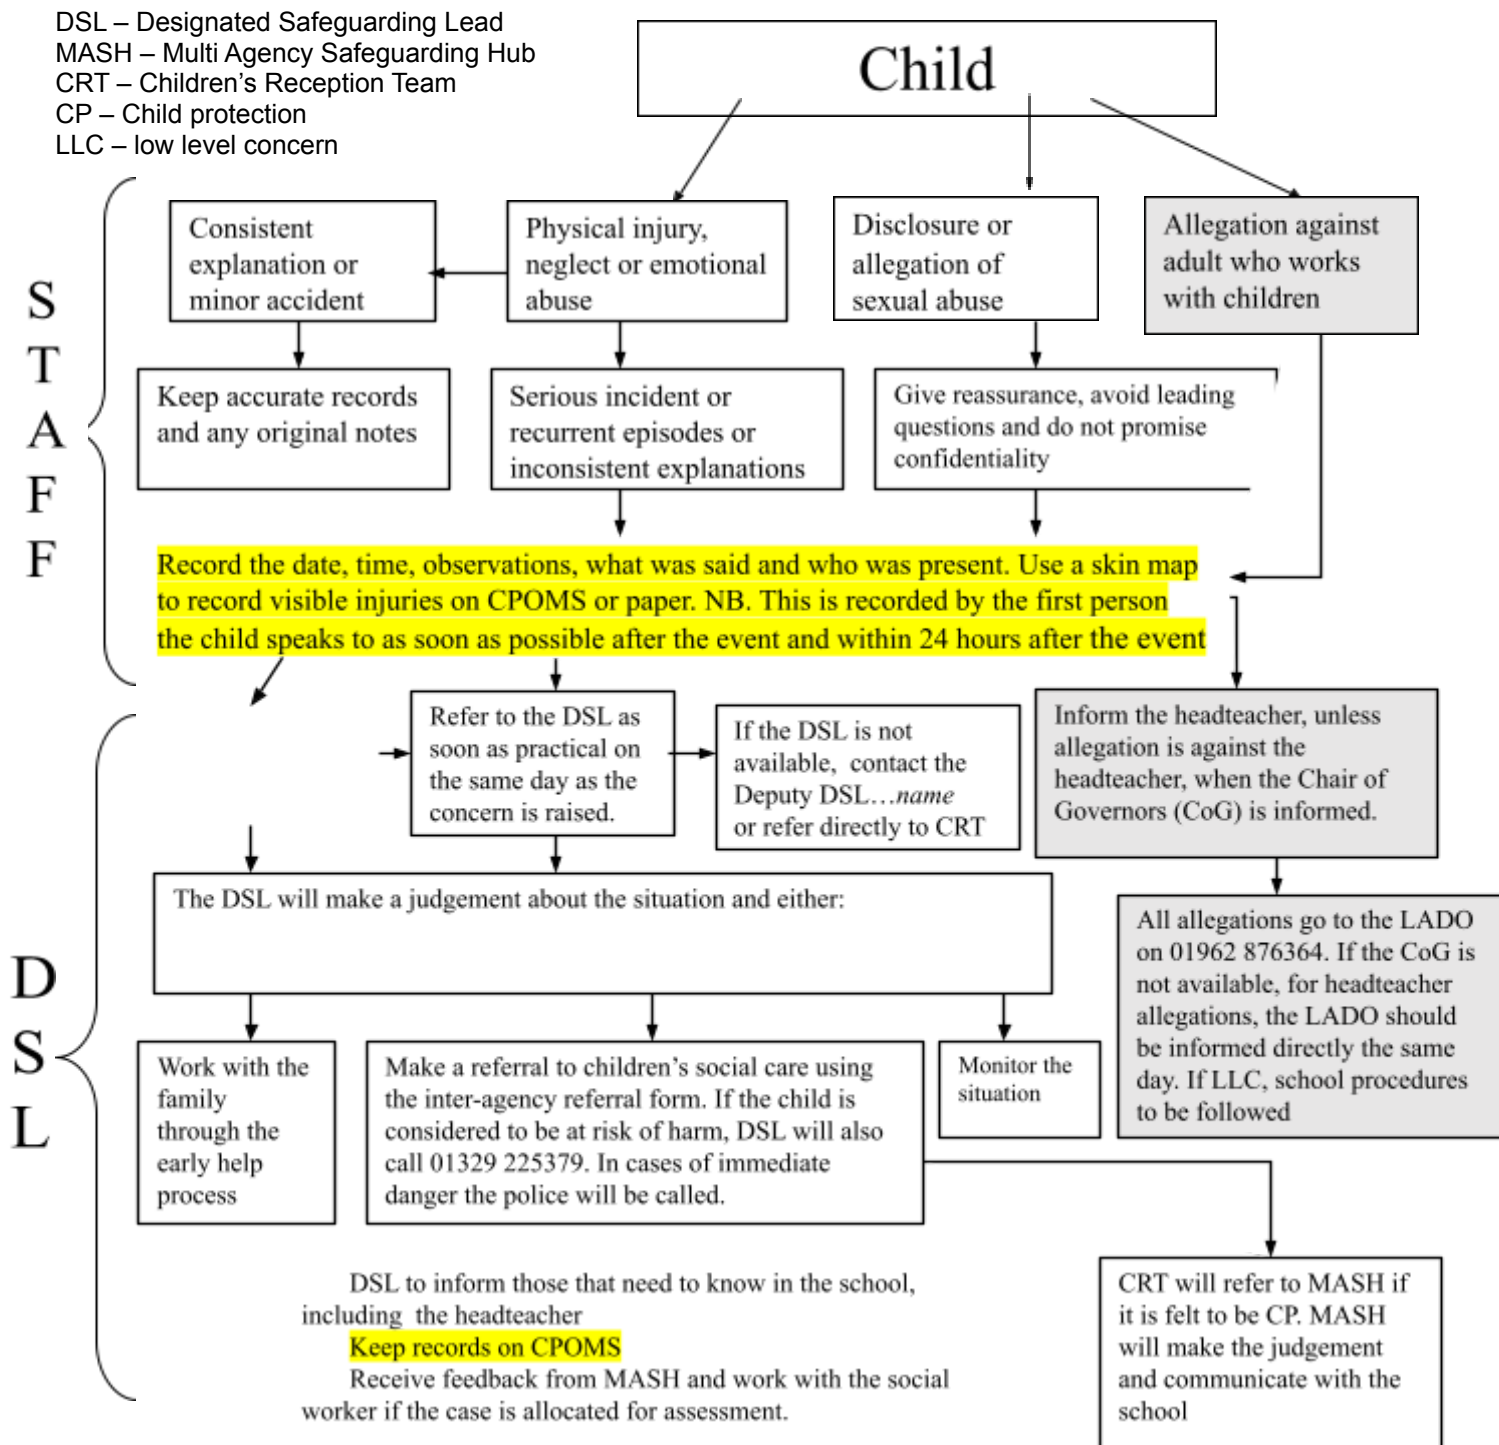 DSL – Designated Safeguarding Lead
MASH – Multi Agency Safeguarding Hub
CRT – Children's Reception Team
CP – Child protection
LLC – low level concern
Child
S
T
A
F
F
Consistent
explanation or
minor accident
Physical injury,
neglect or emotional
abuse
Disclosure or
allegation of
sexual abuse
Allegation against
adult who works
with children
Keep accurate records
and any original notes
Serious incident or
recurrent episodes or
inconsistent explanations
Give reassurance, avoid leading
questions and do not promise
confidentiality
Record the date, time, observations, what was said and who was present. Use a skin map
to record visible injuries on CPOMS or paper. NB. This is recorded by the first person
the child speaks to as soon as possible after the event and within 24 hours after the event
D
S
L
Refer to the DSL as
soon as practical on
the same day as the
concern is raised.
If the DSL is not
available,  contact the
Deputy DSL…name
or refer directly to CRT
Inform the headteacher, unless
allegation is against the
headteacher, when the Chair of
Governors (CoG) is informed.
The DSL will make a judgement about the situation and either:
All allegations go to the LADO
on 01962 876364. If the CoG is
not available, for headteacher
allegations, the LADO should
be informed directly the same
day. If LLC, school procedures
to be followed
Work with the
family
through the
early help
process
Make a referral to children's social care using
the inter-agency referral form. If the child is
considered to be at risk of harm, DSL will also
call 01329 225379. In cases of immediate
danger the police will be called.
Monitor the
situation
DSL to inform those that need to know in the school,
including  the headteacher
Keep records on CPOMS
Receive feedback from MASH and work with the social
worker if the case is allocated for assessment.
CRT will refer to MASH if
it is felt to be CP. MASH
will make the judgement
and communicate with the
school